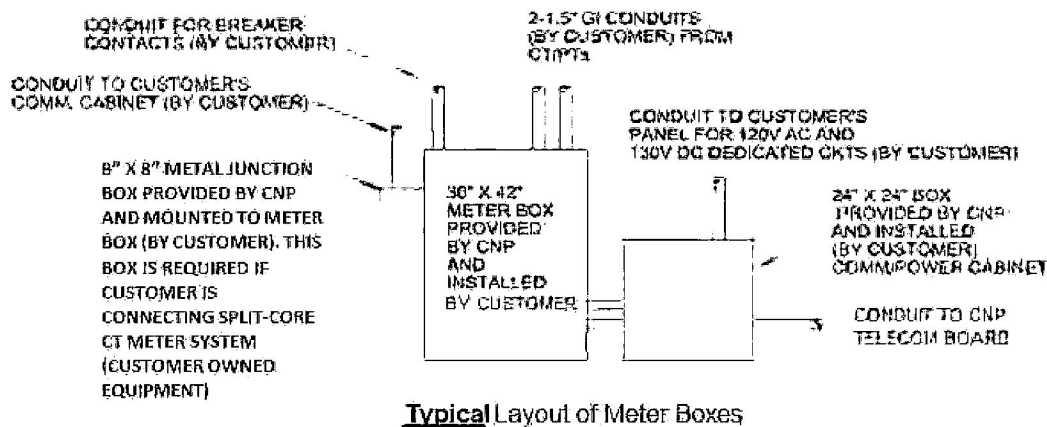 CONDUIT FOR BREAKER
CONTACTS (BY CUSTOMER)
2-1.5" GI CONDUITS
(BY CUSTOMER) FROM
CT/PTs
CONDUIT TO CUSTOMER'S
COMM. CABINET (BY CUSTOMER)
CONDUIT TO CUSTOMER'S
PANEL FOR 120V AC AND
130V DC DEDICATED CKTS (BY CUSTOMER)
8" X 8" METAL JUNCTION
BOX PROVIDED BY CNP
AND MOUNTED TO METER
BOX (BY CUSTOMER). THIS
BOX IS REQUIRED IF
CUSTOMER IS
CONNECTING SPLIT-CORE
CT METER SYSTEM
(CUSTOMER OWNED
EQUIPMENT)
30" X 42"
METER BOX
PROVIDED
BY CNP
AND
INSTALLED
BY CUSTOMER
24" X 24" BOX
PROVIDED BY CNP
AND INSTALLED
(BY CUSTOMER)
COMM/POWER CABINET
CONDUIT TO CNP
TELECOM BOARD
Typical Layout of Meter Boxes